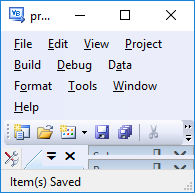 pr...
File Edit View Project
Build Debug Data
Format Tools Window
Help
Item(s) Saved